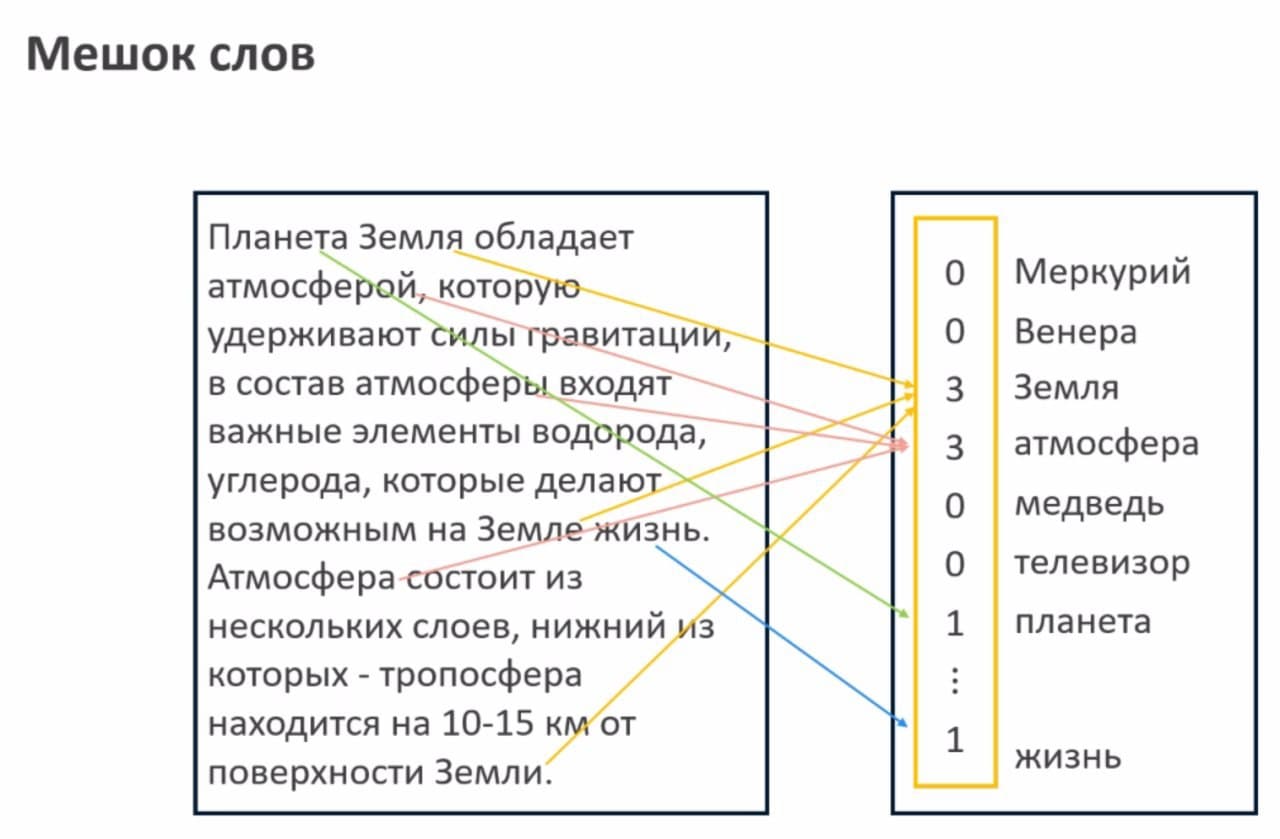 Мешок слов
Планета Земля обладает
атмосферой, которую
удерживают силы гравитации,
в состав атмосферы входят
важные элементы водорода,
углерода, которые делают
возможным на Земле жизнь.
Атмосфера состоит из
нескольких слоев, нижний из
которых - тропосфера
находится на 10-15 км от
поверхности Земли.
0 Меркурий
0 Венера
3 Земля
3 атмосфера
0 медведь
0 телевизор
1 планета
⋮
1 жизнь